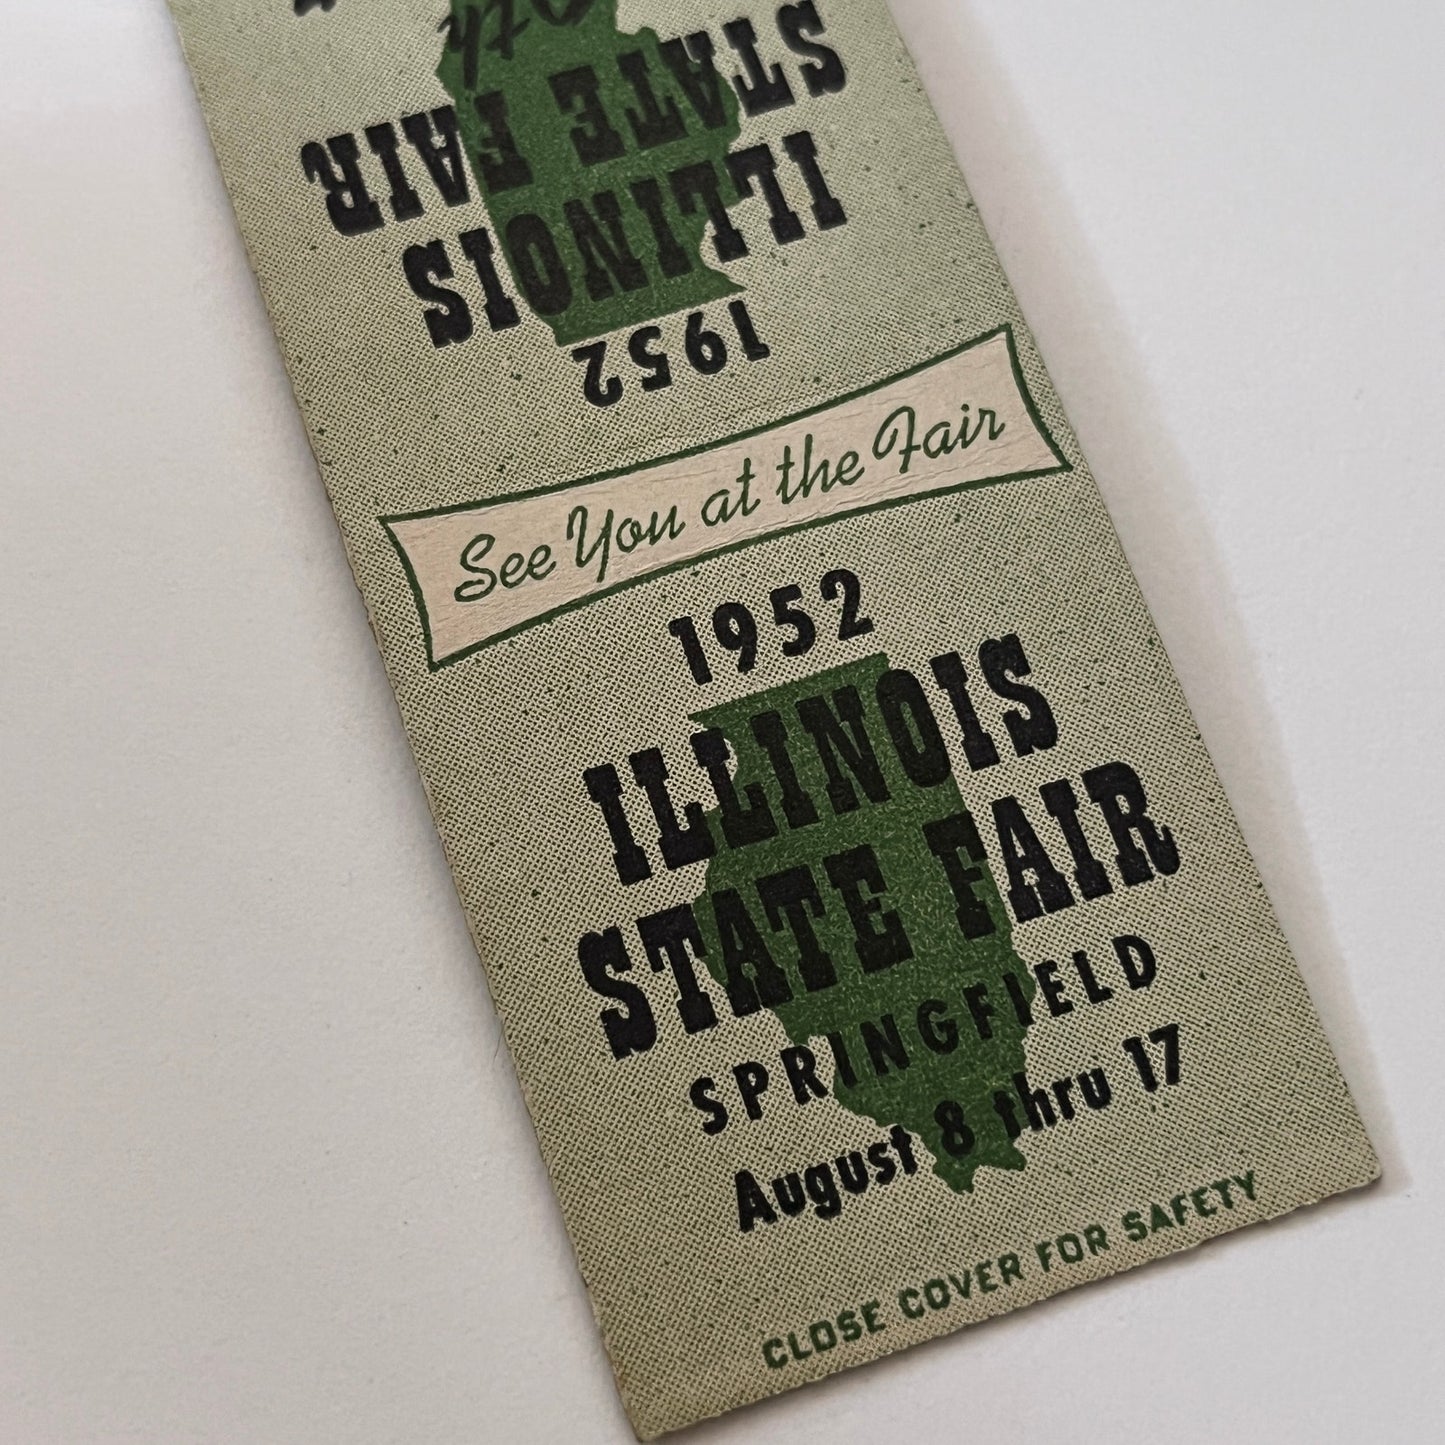 th
STATE FAIR
ILLINOIS
1952
See You at the Fair
1952
ILLINOIS
STATE FAIR
SPRINGFIELD
August 8 thru 17
CLOSE COVER FOR SAFETY